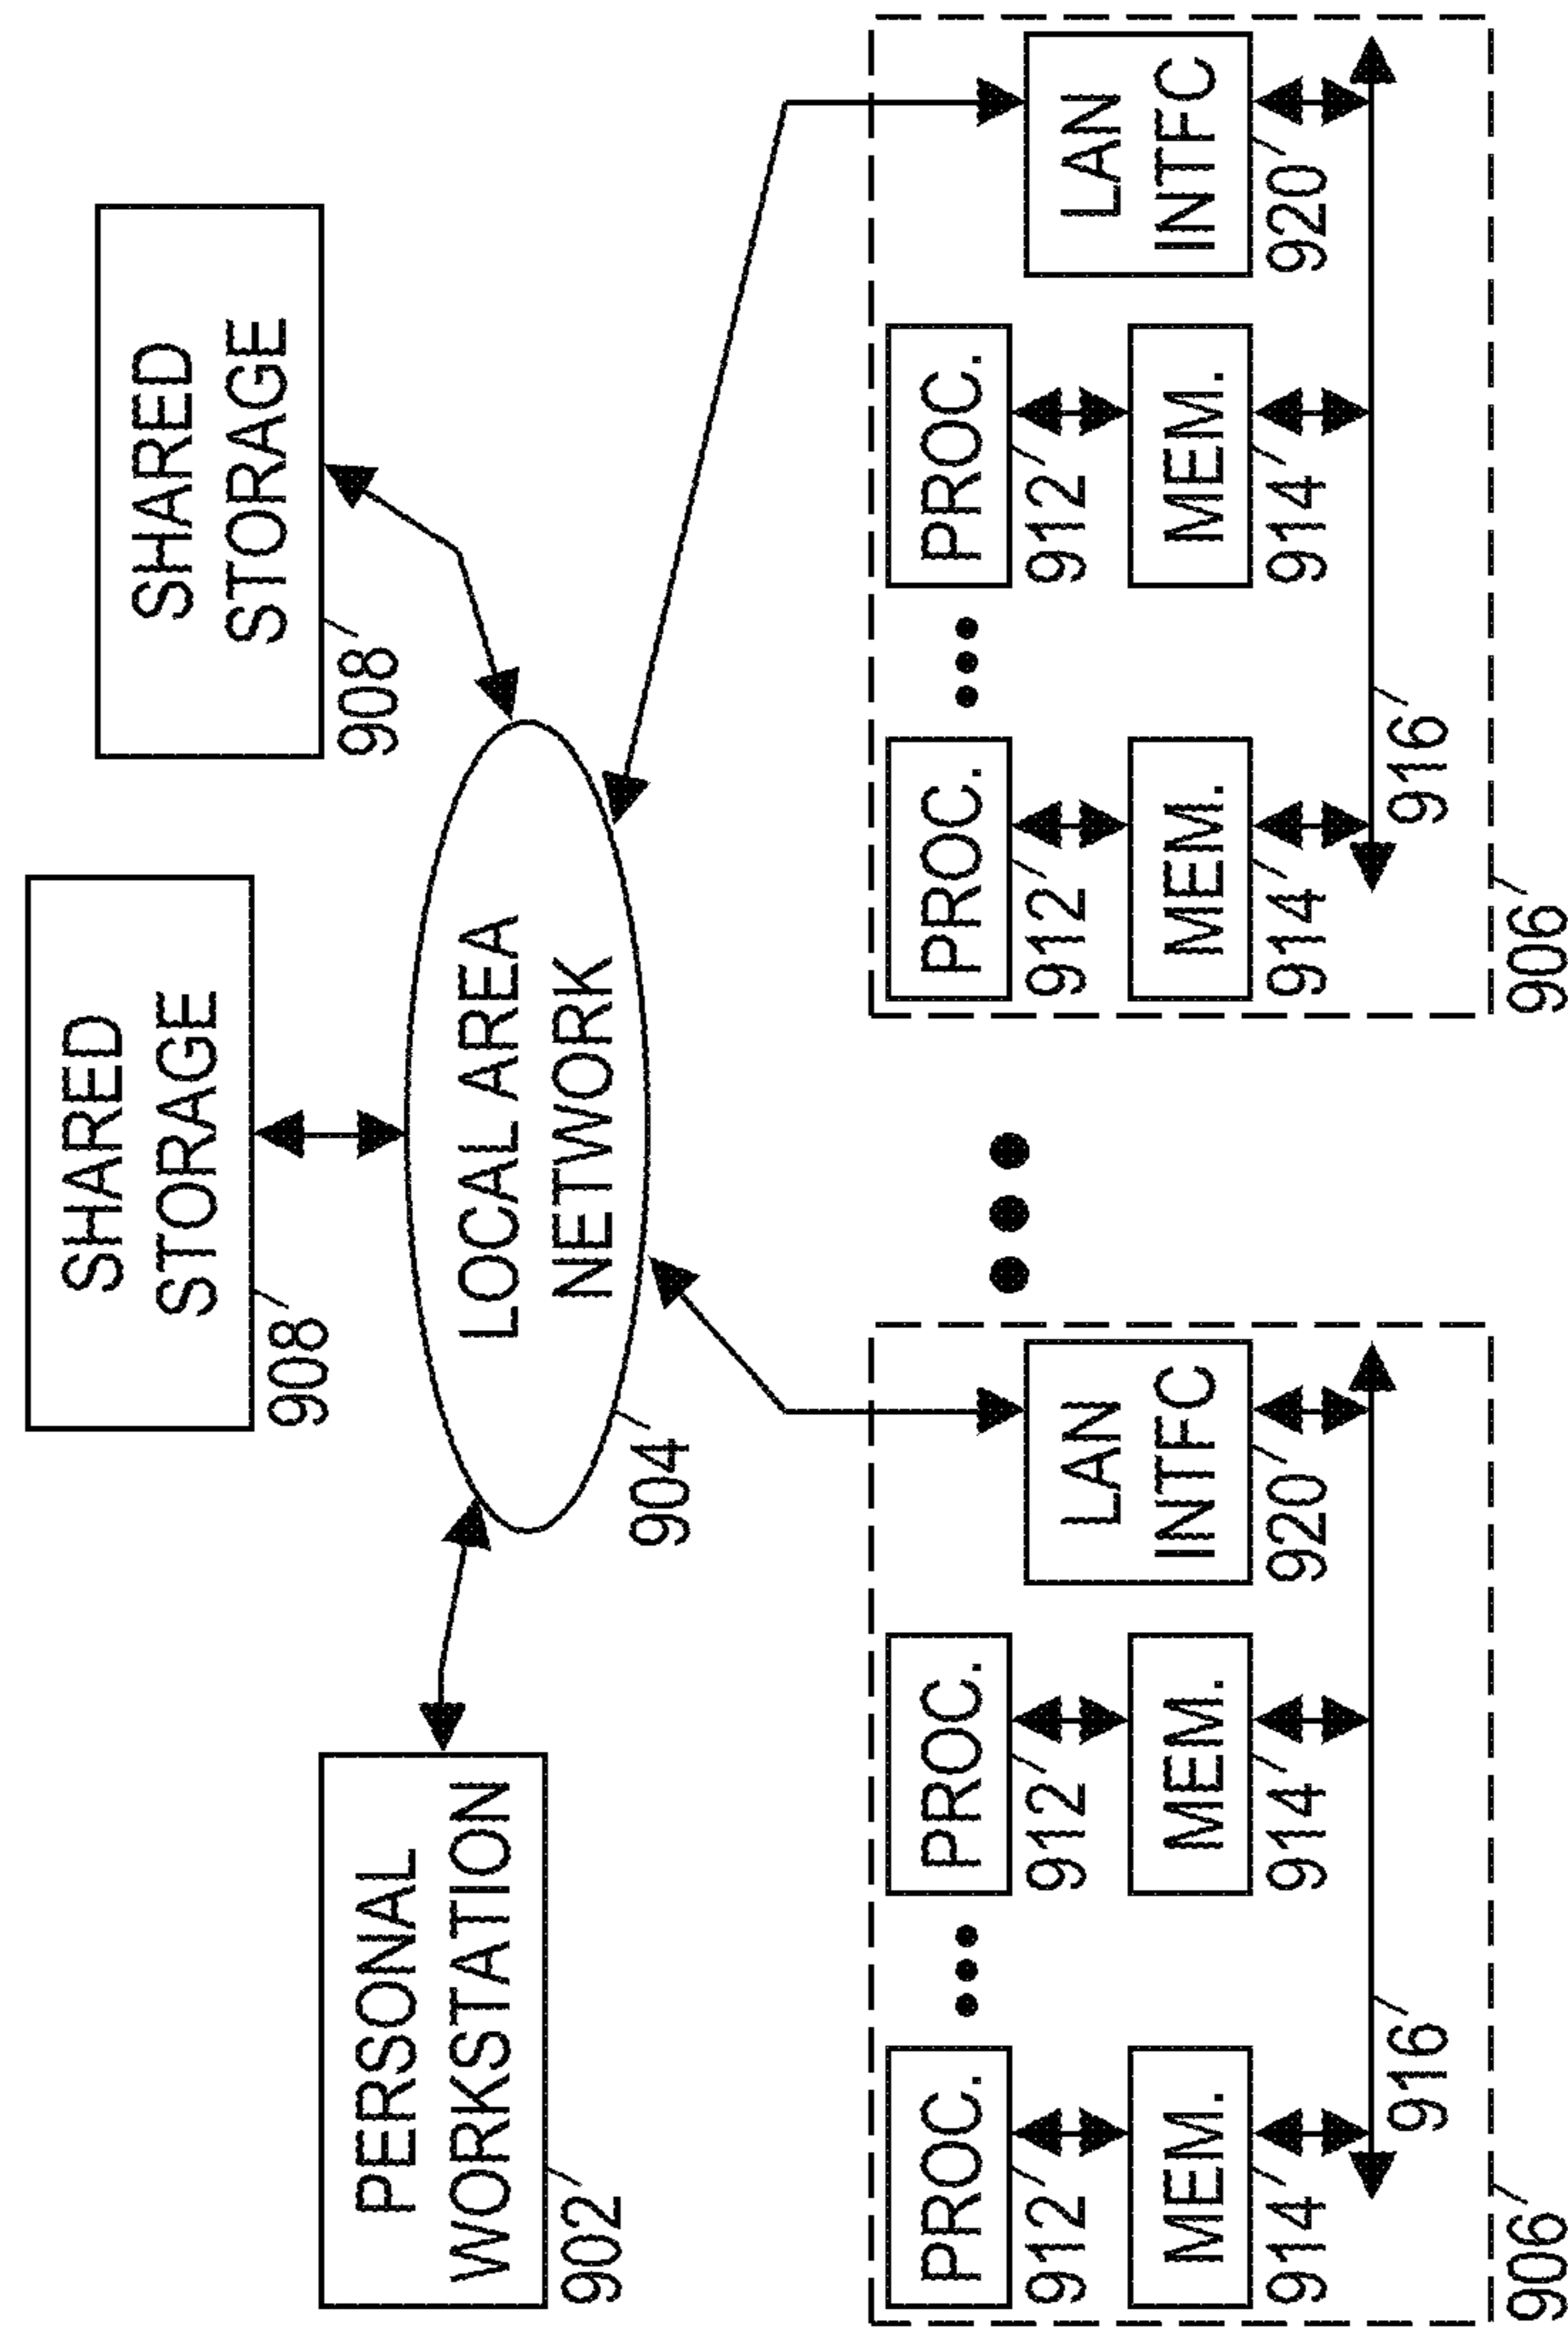 SHARED
STORAGE
908
SHARED
STORAGE
908
PERSONAL
WORKSTATION
902
LOCAL AREA
NETWORK
904
PROC.
912
PROC.
912
LAN
INTFC
920
MEM.
914
MEM.
914
916
906
PROC.
912
PROC.
912
LAN
INTFC
920
MEM.
914
MEM.
914
916
906